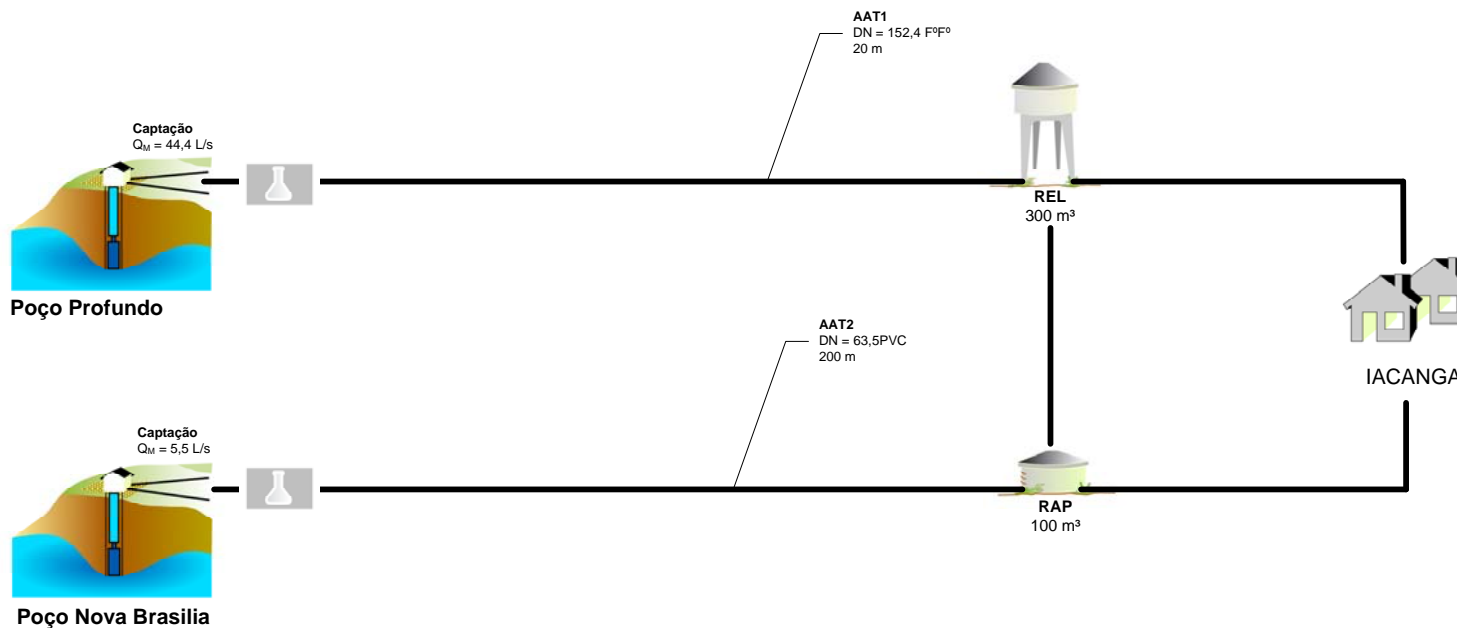 AAT1
DN = 152,4 FºFº
20 m
Captação
QM = 44,4 L/s
REL
300 m³
Poço Profundo
AAT2
DN = 63,5PVC
200 m
IACANGA
Captação
QM = 5,5 L/s
RAP
100 m³
Poço Nova Brasilia